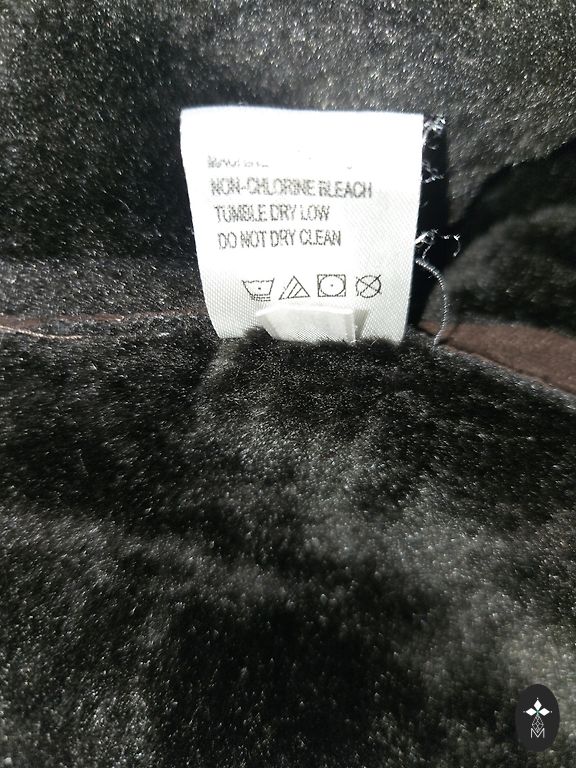 NON-CHLORINE BLEACH
TUMBLE DRY LOW
DO NOT DRY CLEAN
M